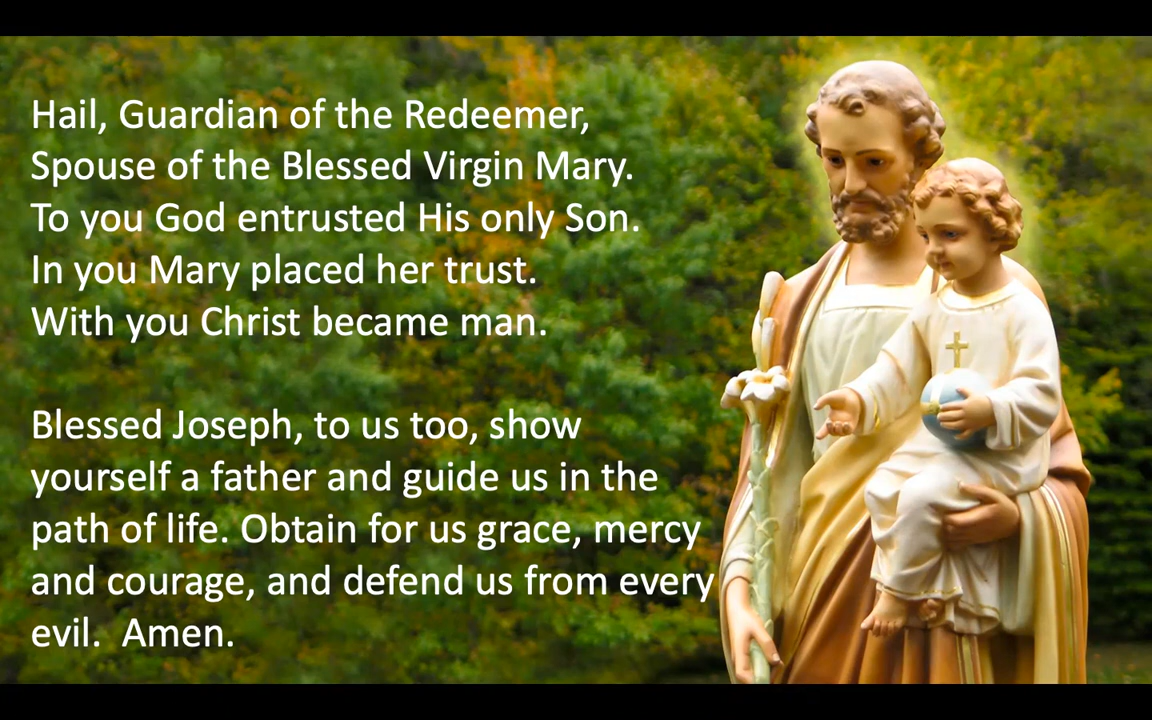 Hail, Guardian of the Redeemer,
Spouse of the Blessed Virgin Mary.
To you God entrusted His only Son.
In you Mary placed her trust.
With you Christ became man.
Blessed Joseph, to us too, show
yourself a father and guide us in the
path of life. Obtain for us grace, mercy
and courage, and defend us from every
evil.  Amen.